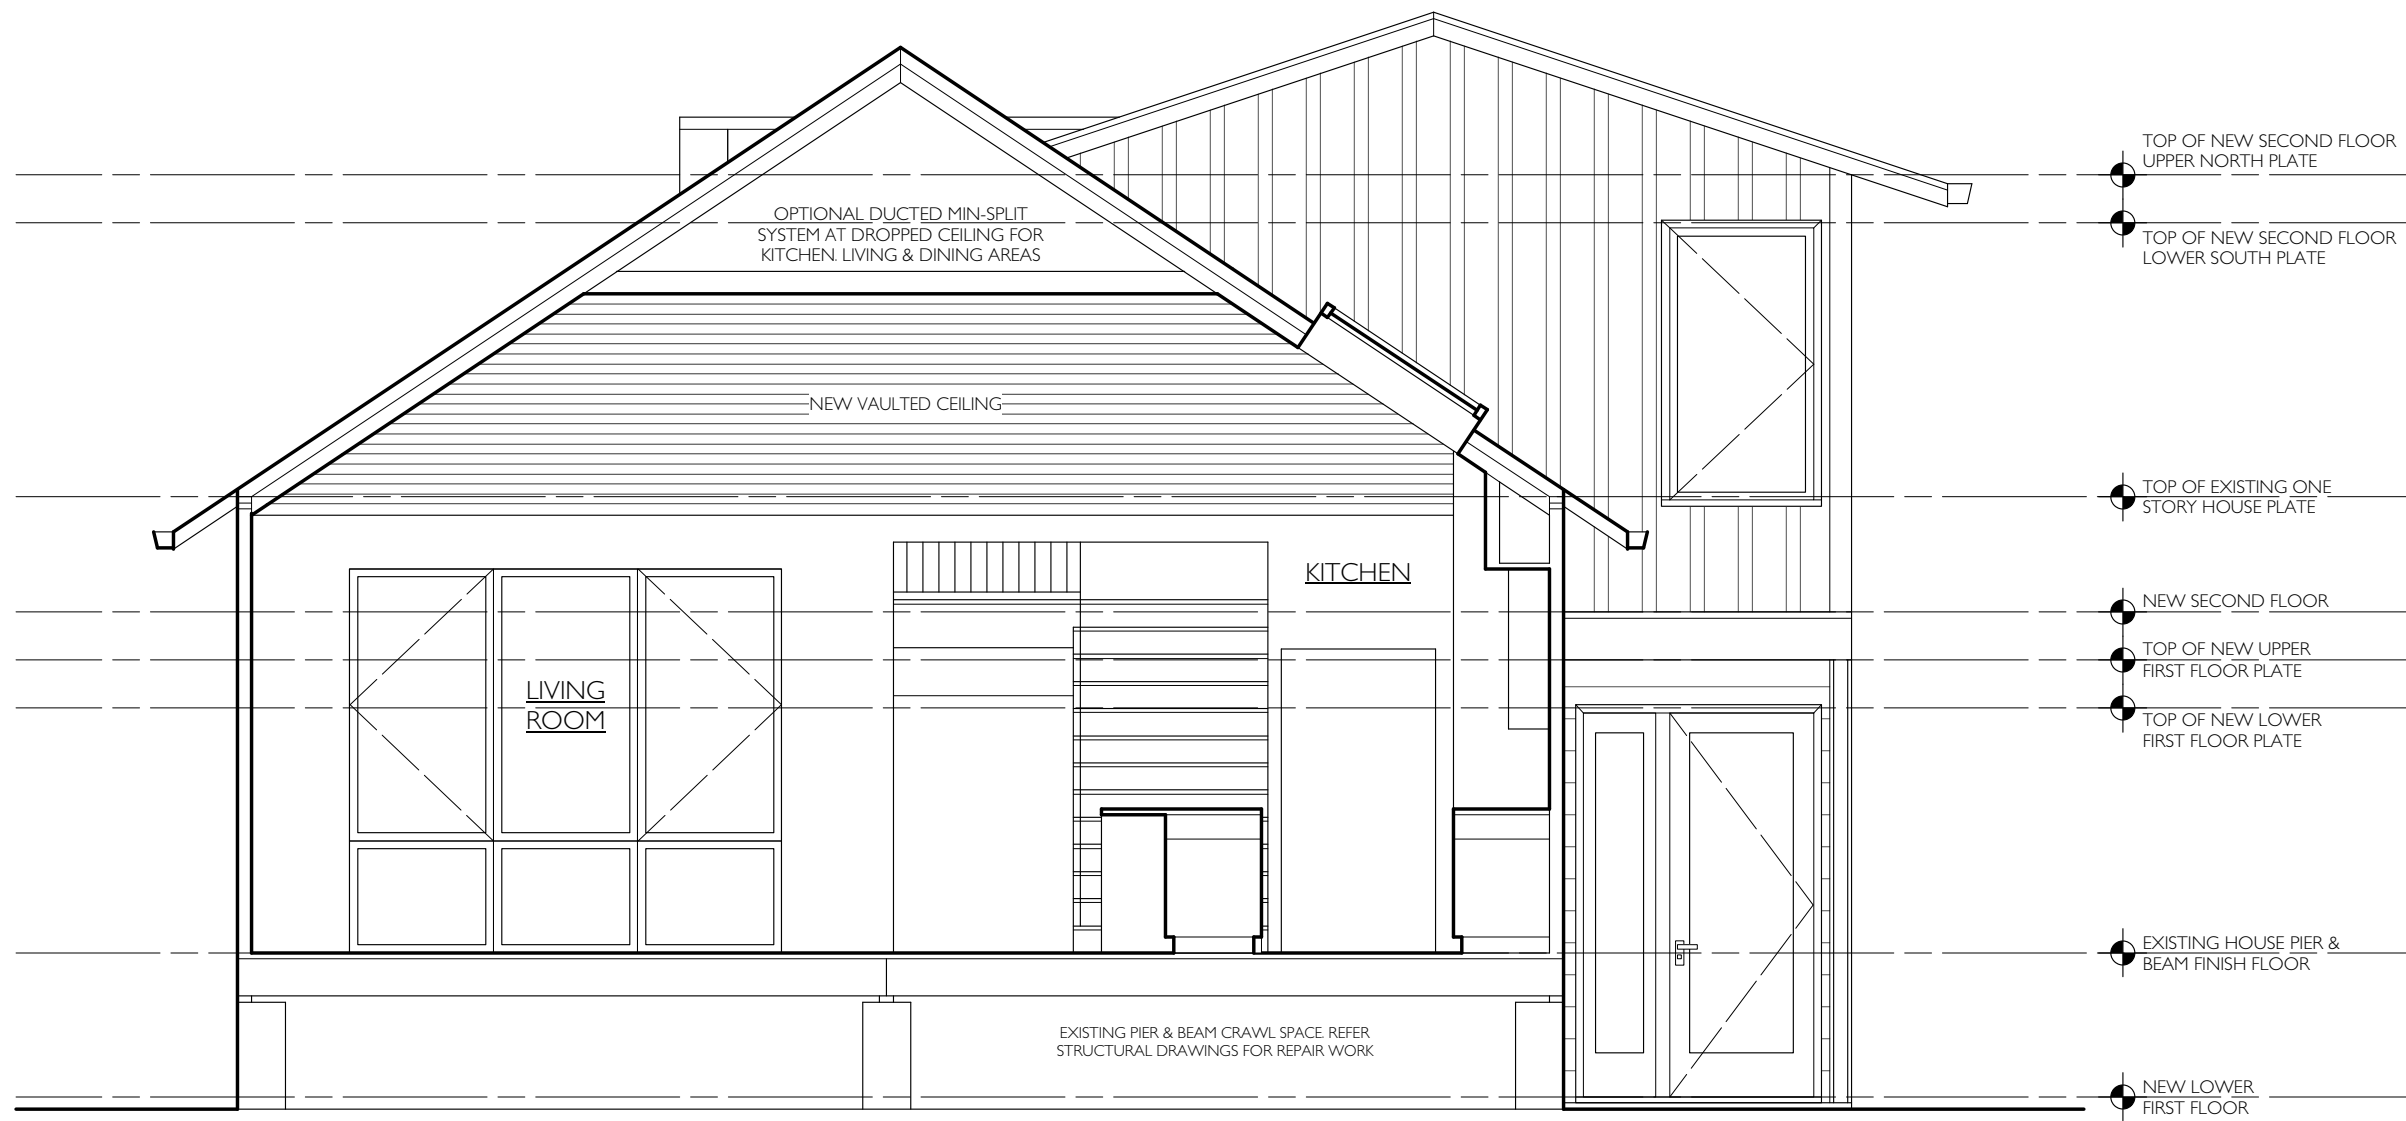 TOP OF NEW SECOND FLOOR
UPPER NORTH PLATE
OPTIONAL DUCTED MIN-SPLIT
SYSTEM AT DROPPED CEILING FOR
KITCHEN. LIVING & DINING AREAS
TOP OF NEW SECOND FLOOR
LOWER SOUTH PLATE
NEW VAULTED CEILING
TOP OF EXISTING ONE
STORY HOUSE PLATE
KITCHEN
NEW SECOND FLOOR
TOP OF NEW UPPER
FIRST FLOOR PLATE
LIVING
ROOM
TOP OF NEW LOWER
FIRST FLOOR PLATE
EXISTING HOUSE PIER &
BEAM FINISH FLOOR
EXISTING PIER & BEAM CRAWL SPACE. REFER
STRUCTURAL DRAWINGS FOR REPAIR WORK
NEW LOWER
FIRST FLOOR